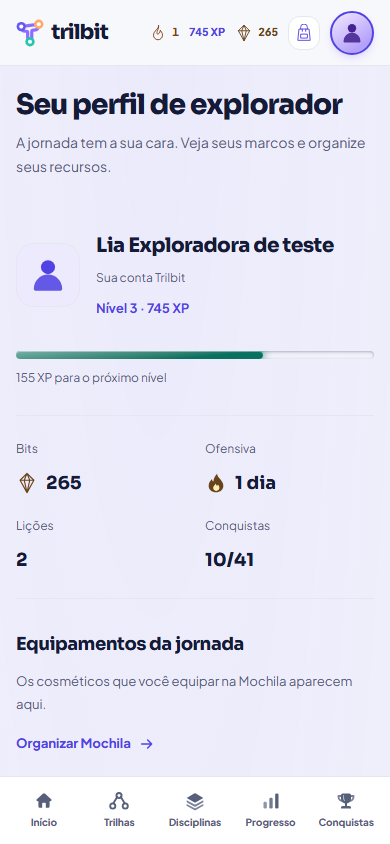 trilbit 1 745 XP 265
Seu perfil de explorador
A jornada tem a sua cara. Veja seus marcos e organize
seus recursos.
Lia Exploradora de teste
Sua conta Trilbit
Nível 3 · 745 XP
155 XP para o próximo nível
Bits Ofensiva
265 1 dia
Lições Conquistas
2 10/41
Equipamentos da jornada
Os cosméticos que você equipar na Mochila aparecem
aqui.
Organizar Mochila →
Início Trilhas Disciplinas Progresso Conquistas